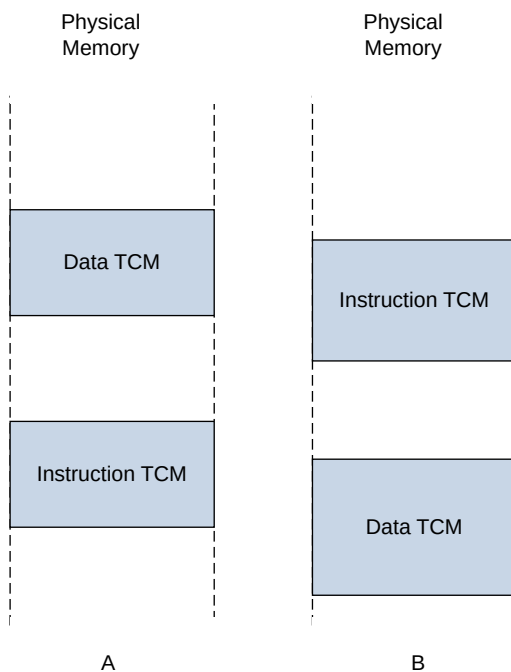 Physical
Memory
Data TCM
Instruction TCM
A
Physical
Memory
Instruction TCM
Data TCM
B